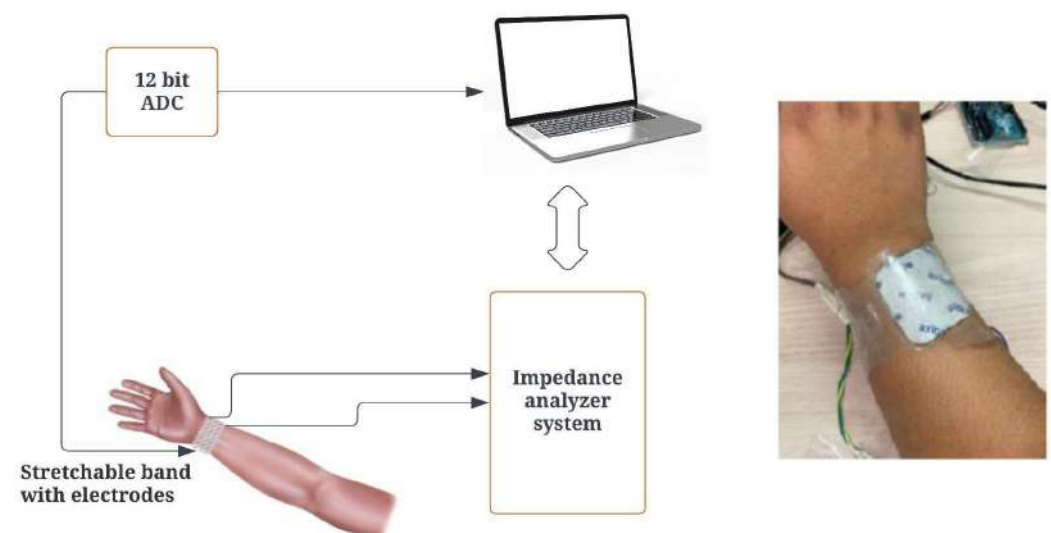 12 bit
ADC
Impedance
analyzer
system
Stretchable band
with electrodes